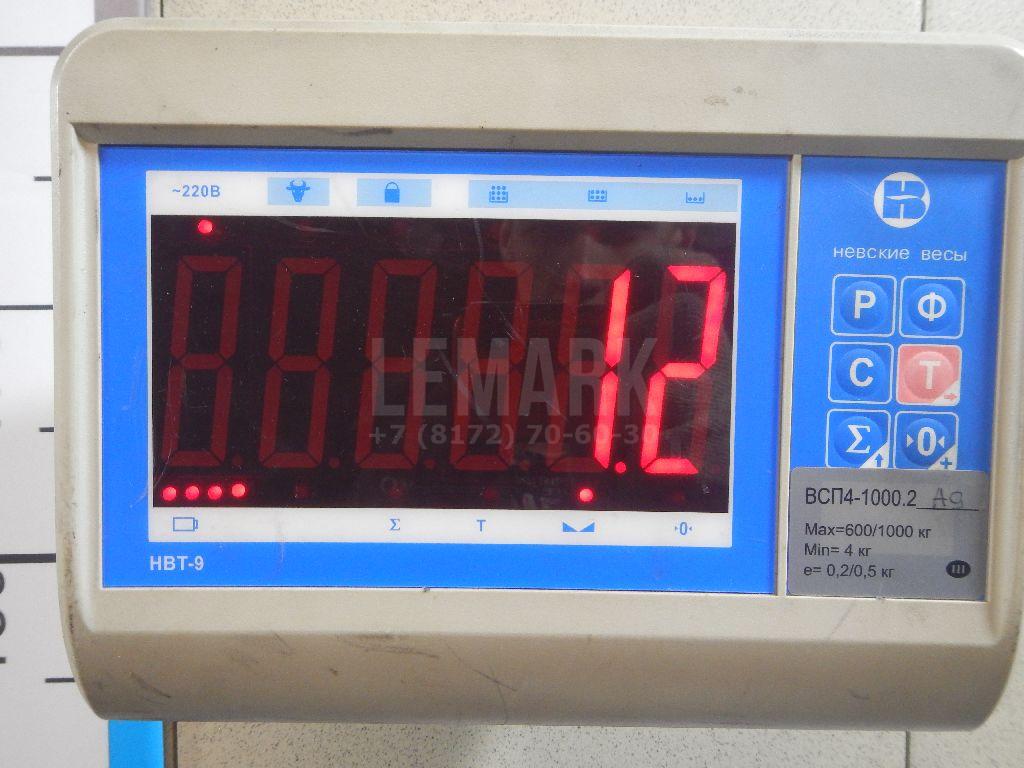 ~220В
1.2
LEMARK
+7 (8172) 70-60-30
Σ
T
0
НВТ-9
невские весы
Р
Ф
С
Т
Σ
0
ВСП4-1000.2 А9
Max=600/1000 кг
Min= 4 кг
e= 0,2/0,5 кг
III